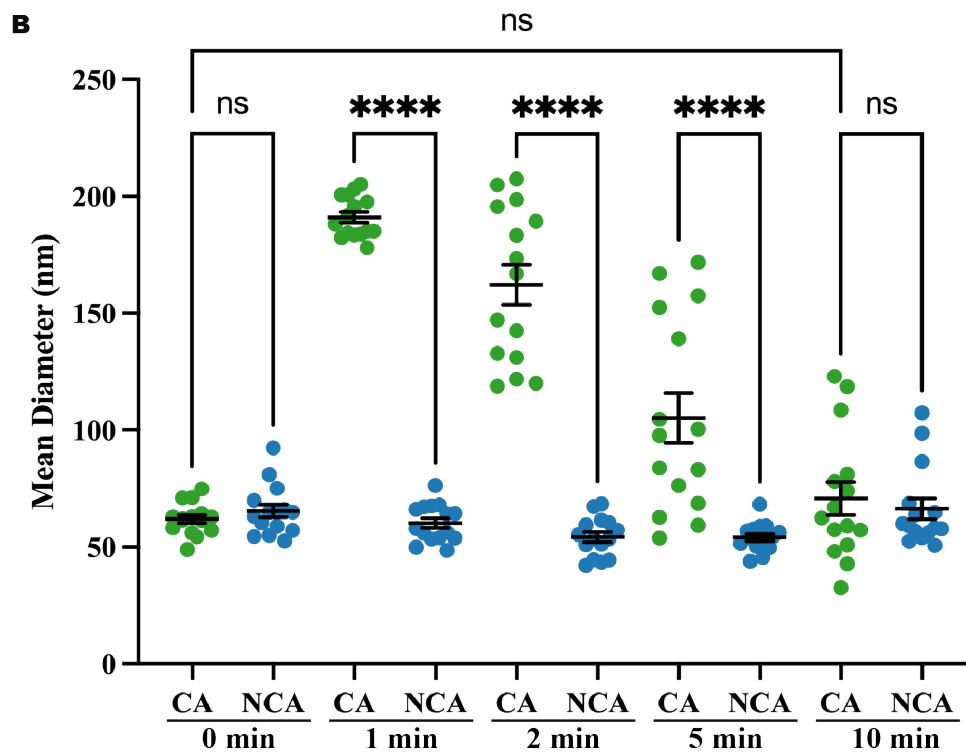 B
ns
250
ns
****
****
****
ns
200
150
100
50
0
Mean Diameter (nm)
CA NCA CA NCA CA NCA CA NCA CA NCA
0 min 1 min 2 min 5 min 10 min